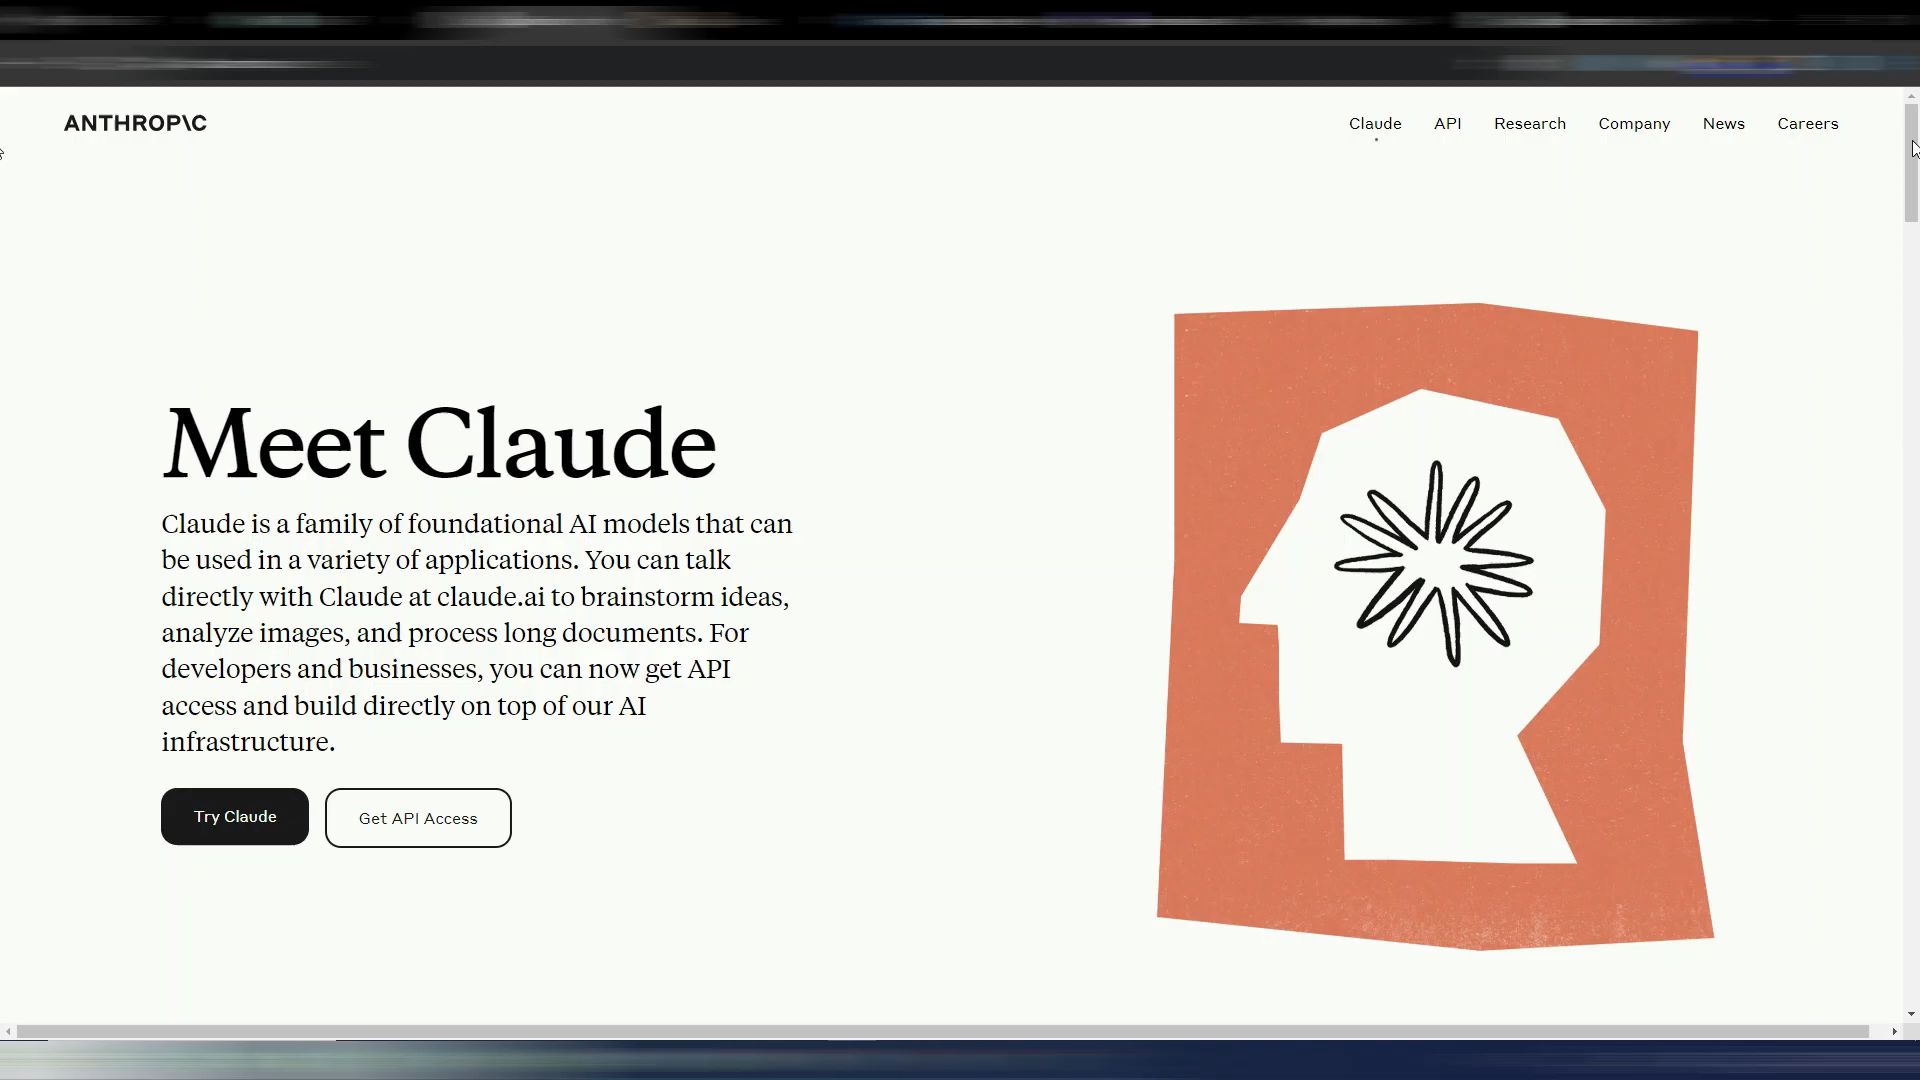 ANTHROP\C
Claude API Research Company News Careers
Meet Claude
Claude is a family of foundational AI models that can
be used in a variety of applications. You can talk
directly with Claude at claude.ai to brainstorm ideas,
analyze images, and process long documents. For
developers and businesses, you can now get API
access and build directly on top of our AI
infrastructure.
Try Claude Get API Access